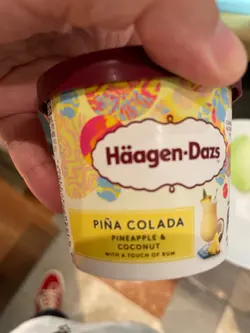 Häagen-Dazs
PIÑA COLADA
PINEAPPLE &
COCONUT
WITH A TOUCH OF RUM